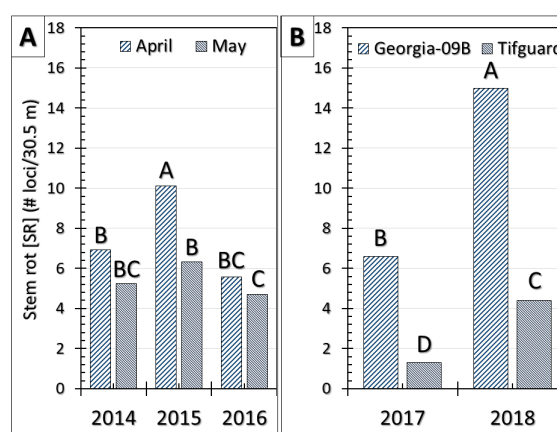 A
April May
Stem rot [SR] (# loci/30.5 m)
18
16
14
12
10
8
6
4
2
0
B
BC
A
B
BC
C
2014 2015 2016
B
Georgia-09B Tifguard
18
16
14
12
10
8
6
4
2
0
B
D
A
C
2017 2018